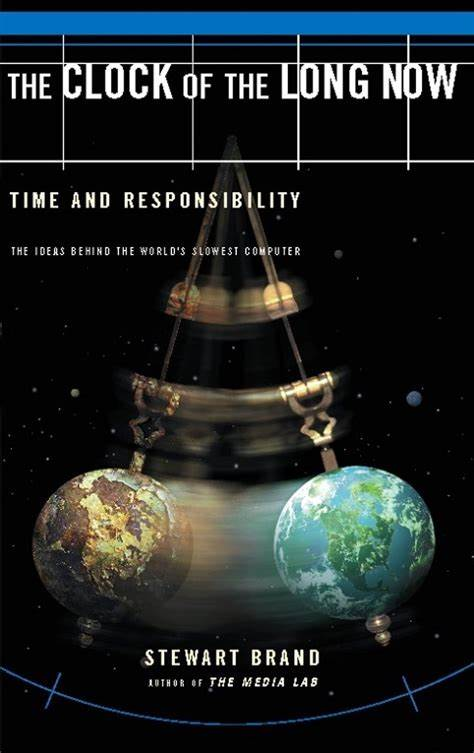 THE CLOCK OF THE LONG NOW
TIME AND RESPONSIBILITY
THE IDEAS BEHIND THE WORLD'S SLOWEST COMPUTER
STEWART BRAND
AUTHOR OF THE MEDIA LAB